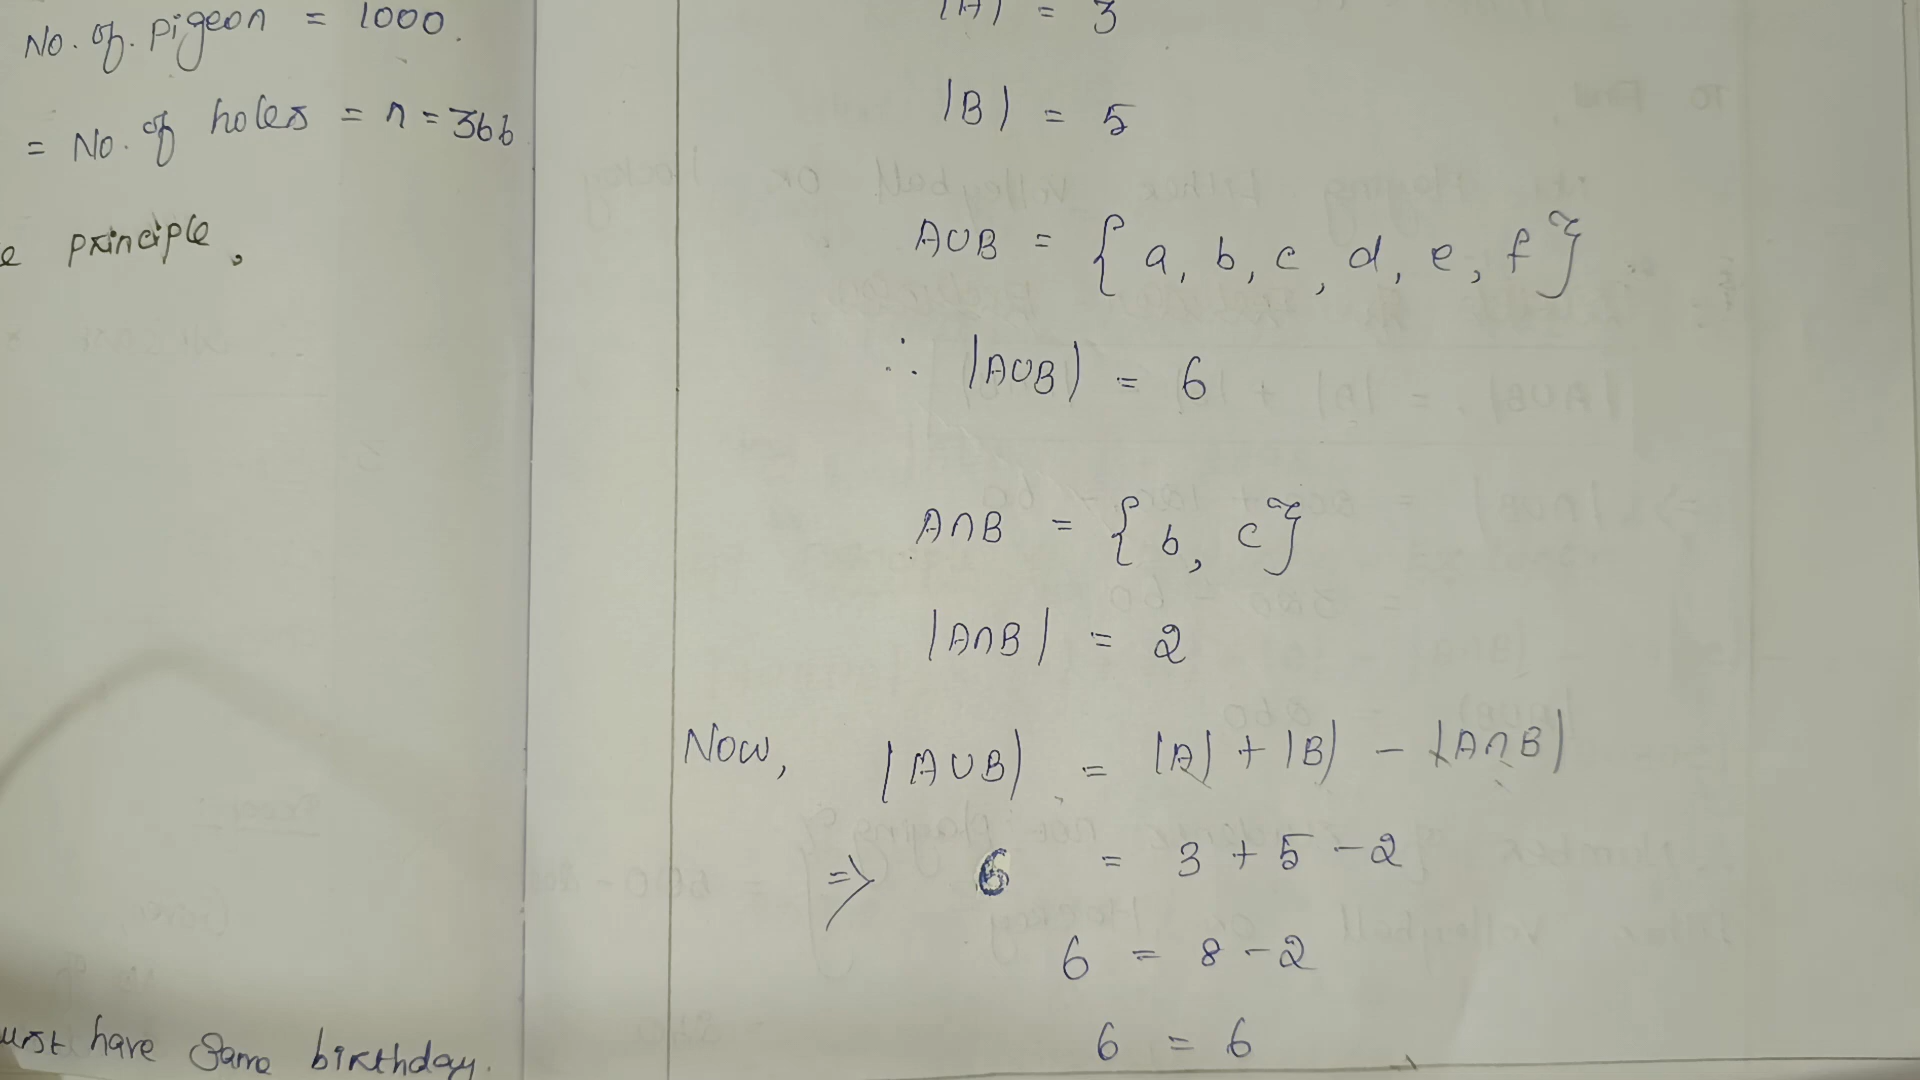 No. of. pigeon = 1000.
= No. of holes = n = 366
e principle.
must have same birthday.
|A| = 3
|B| = 5
A∪B = {a, b, c, d, e, f}
∴ |A∪B| = 6
A∩B = {b, c}
|A∩B| = 2
Now, |A∪B| = |A| + |B| - |A∩B|
⇒ 6 = 3 + 5 - 2
6 = 8 - 2
6 = 6